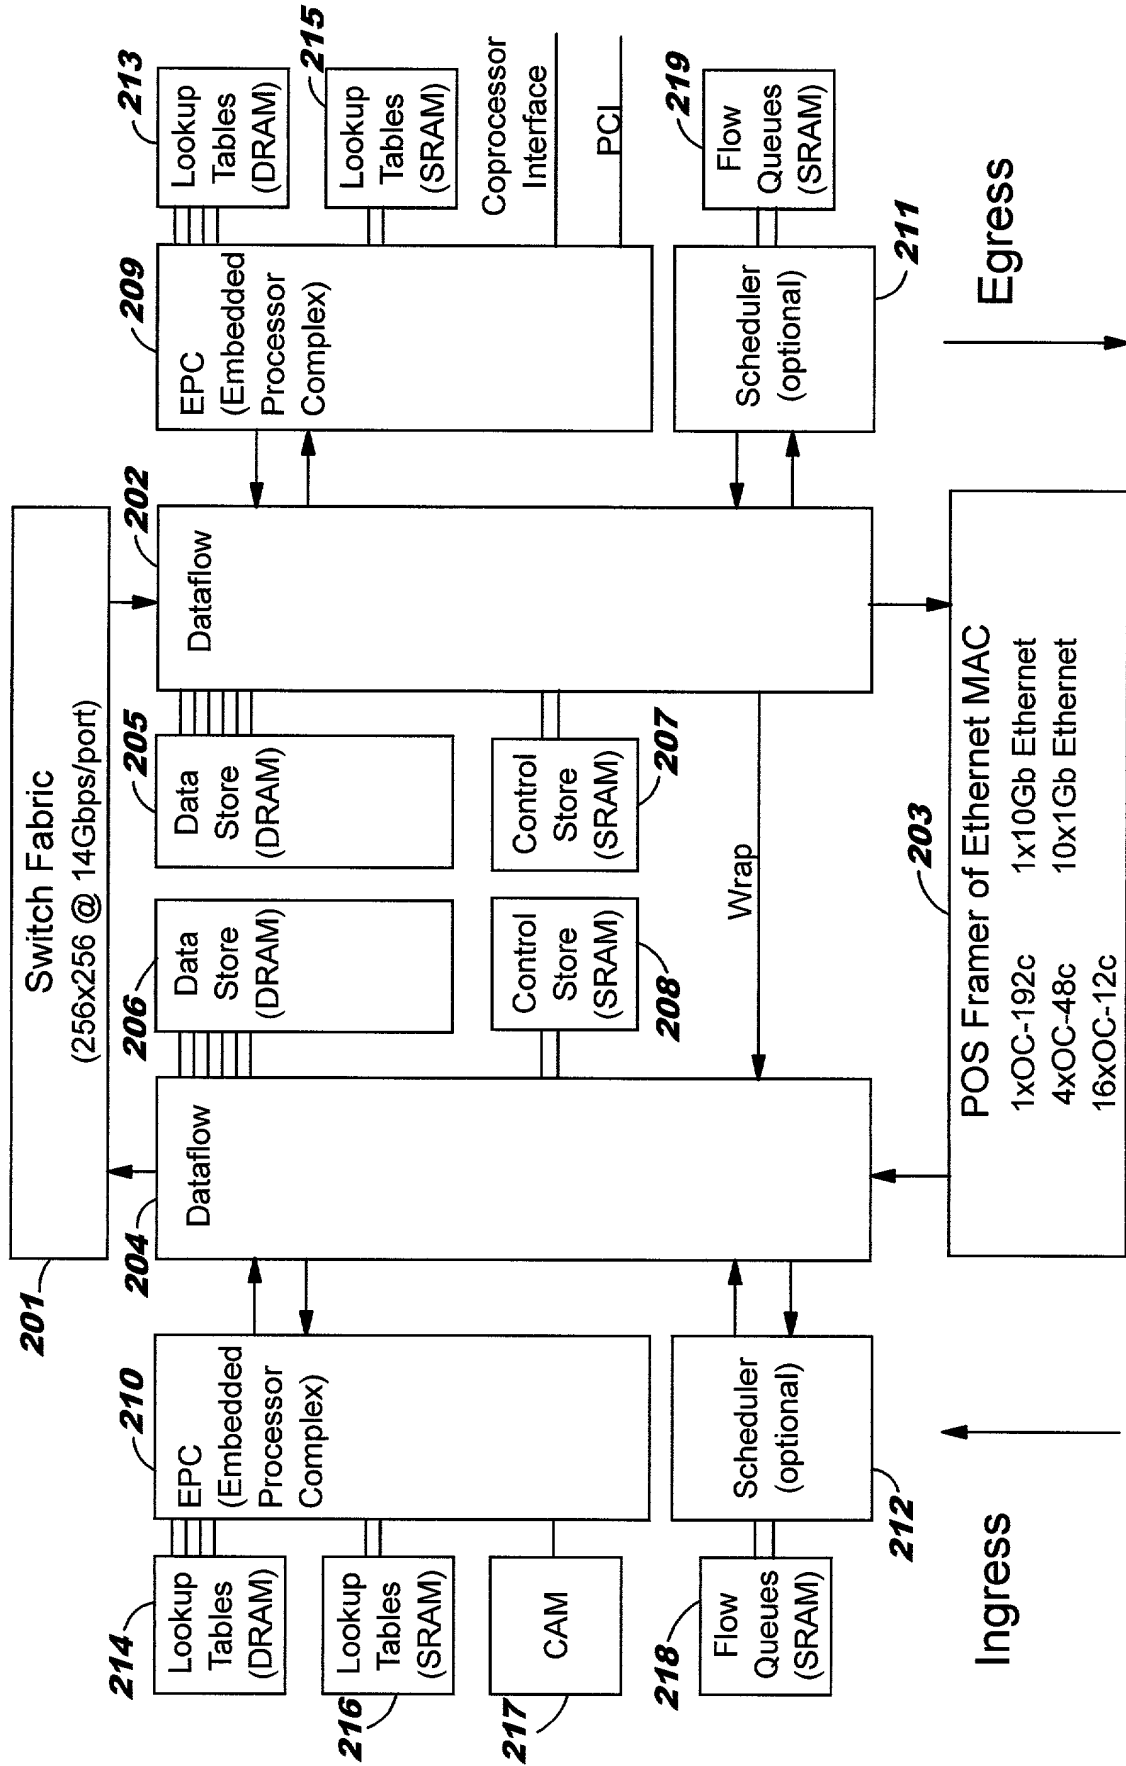 201
Switch Fabric
(256x256 @ 14Gbps/port)
214
Lookup
Tables
(DRAM)
216
Lookup
Tables
(SRAM)
217
CAM
218
Flow
Queues
(SRAM)
210
EPC
(Embedded
Processor
Complex)
212
Scheduler
(optional)
204
Dataflow
206
Data
Store
(DRAM)
208
Control
Store
(SRAM)
205
Data
Store
(DRAM)
207
Control
Store
(SRAM)
Wrap
202
Dataflow
209
EPC
(Embedded
Processor
Complex)
211
Scheduler
(optional)
213
Lookup
Tables
(DRAM)
215
Lookup
Tables
(SRAM)
Coprocessor
Interface
PCI
219
Flow
Queues
(SRAM)
Ingress
Egress
203
POS Framer of Ethernet MAC
1xOC-192c 1x10Gb Ethernet
4xOC-48c 10x1Gb Ethernet
16xOC-12c